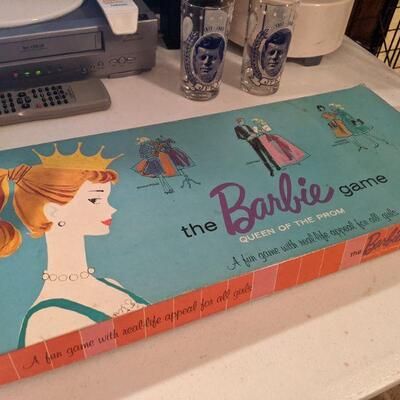 the Barbie game
QUEEN OF THE PROM
A fun game with real-life appeal for all girls
A fun game with real-life appeal for all girls
the Barbie